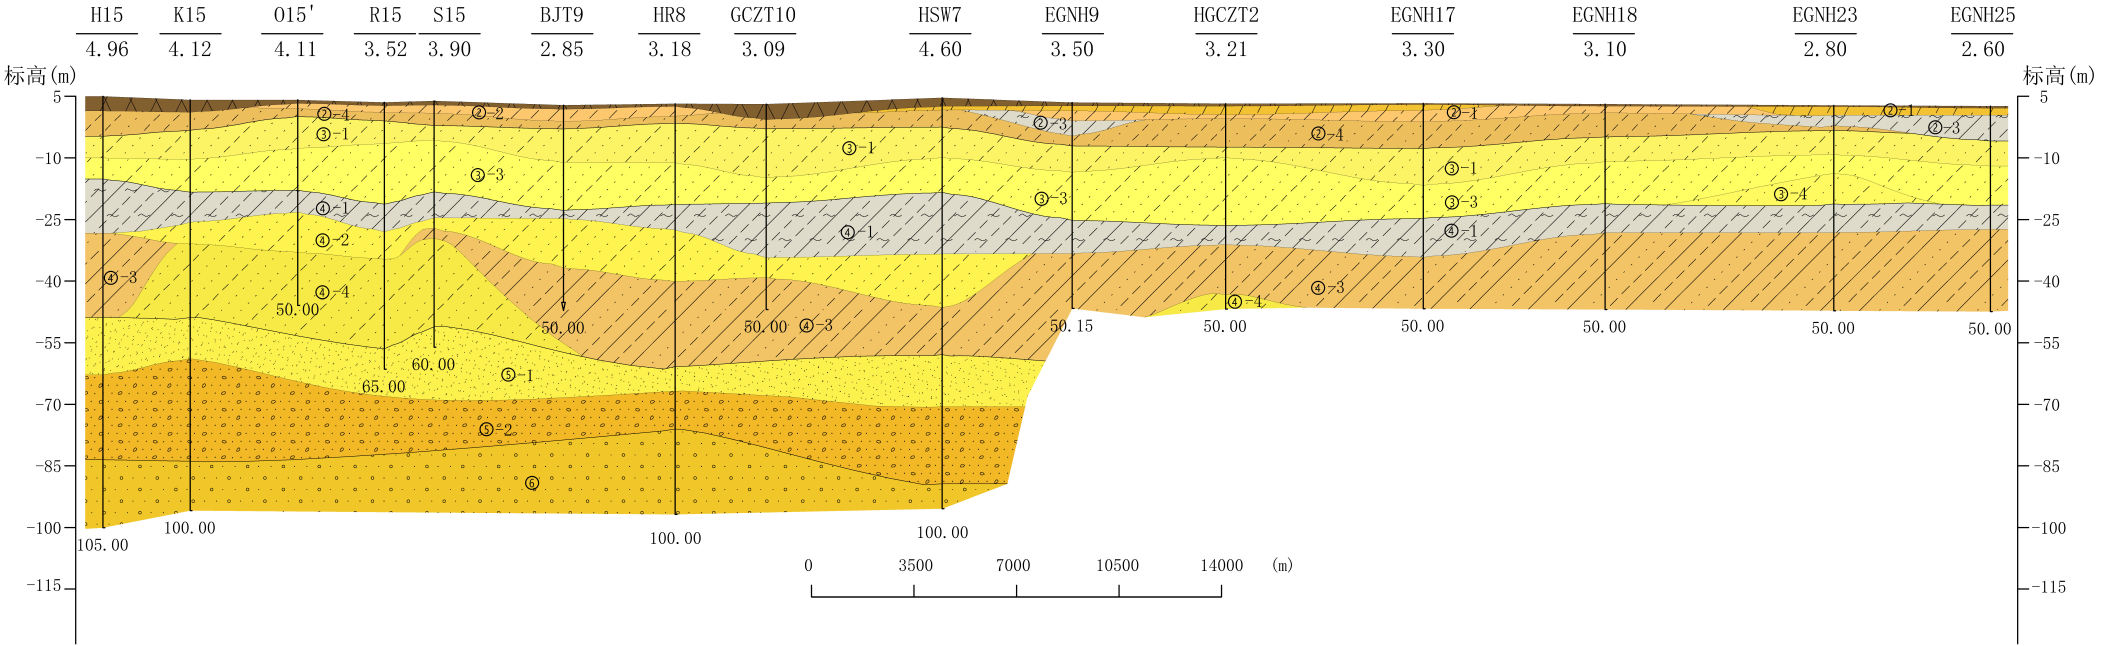 H15 K15 O15' R15 S15 BJT9 HR8 GCZT10 HSW7 EGNH9 HGCZT2 EGNH17 EGNH18 EGNH23 EGNH25
4.96 4.12 4.11 3.52 3.90 2.85 3.18 3.09 4.60 3.50 3.21 3.30 3.10 2.80 2.60
标高(m) 标高(m)
5 5
②-4 ②-2 ②-1 ②-1
③-1 ②-3 ②-4 ②-3
③-1
-10 -10
③-3 ③-1
③-3 ③-3 ③-4
④-1
-25 -25
④-2 ④-1 ④-1
④-3 ④-3
-40 -40
④-4 ④-4
50.00 50.00 50.00 ④-3 50.15 50.00 50.00 50.00 50.00 50.00
-55 -55
60.00
65.00 ⑤-1
-70 -70
⑤-2
-85 -85
⑥
-100 -100
105.00 100.00 100.00 100.00
0 3500 7000 10500 14000 (m)
-115 -115